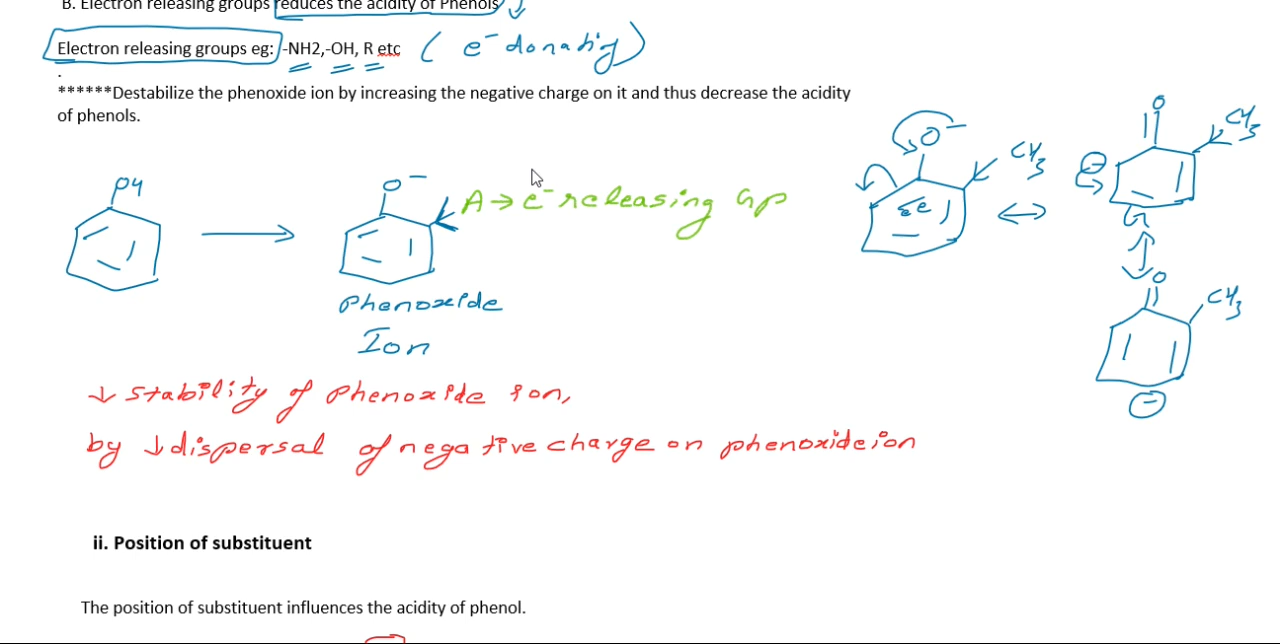 B. Electron releasing groups reduces the acidity of Phenols
Electron releasing groups eg: -NH2,-OH, R etc ( e⁻ donating)
.
******Destabilize the phenoxide ion by increasing the negative charge on it and thus decrease the acidity
of phenols.
O⁻
CH3
O
CH3
OH
O⁻
A → e⁻ releasing Gp
⊖
O
CH3
Phenoxide
Ion
⊖
↓ stability of phenoxide ion,
by ↓ dispersal of negative charge on phenoxide ion
ii. Position of substituent
The position of substituent influences the acidity of phenol.